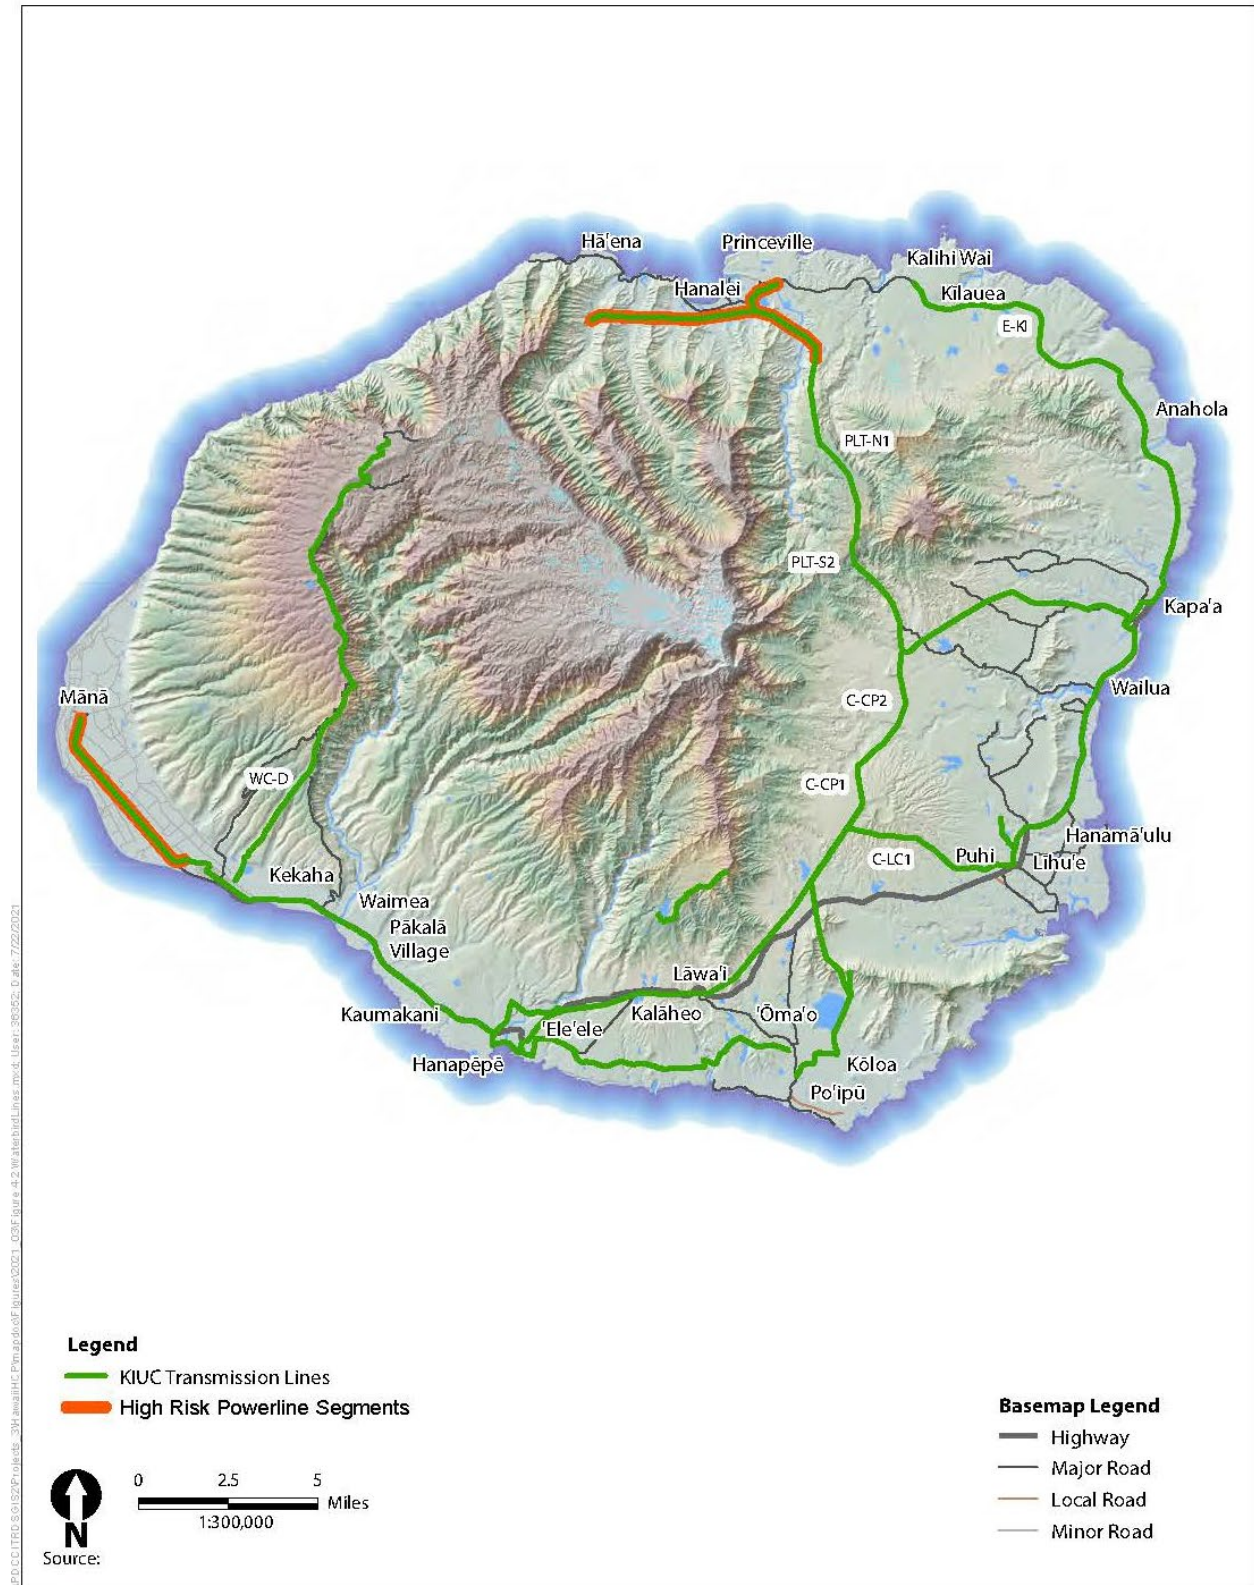 Hā'ena
Princeville
Kalihi Wai
Hanalei
Kilauea
E-KI
Anahola
PLT-N1
PLT-S2
Kapa'a
Wailua
Mānā
C-CP2
WC-D
C-CP1
Hanamā'ulu
Puhi
Līhu'e
C-LC1
Kekaha
Waimea
Pākalā
Village
Lāwa'i
Kaumakani
'Ele'ele
Kalāheo
'Ōma'o
Hanapēpē
Kōloa
Po'ipū
Legend
KIUC Transmission Lines
High Risk Powerline Segments
Basemap Legend
Highway
Major Road
Local Road
Minor Road
0 2.5 5
Miles
1:300,000
N
Source: